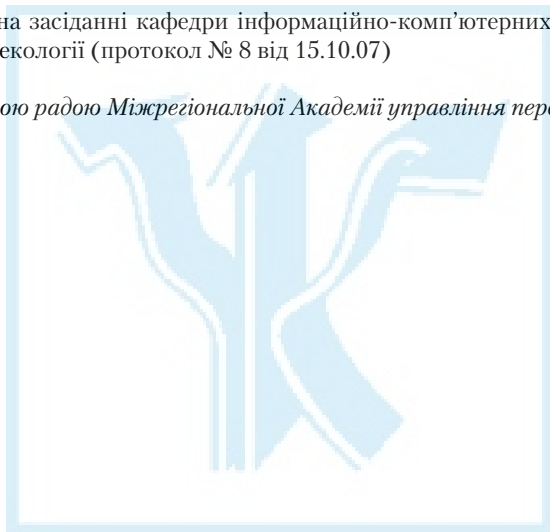 на засіданні кафедри інформаційно-комп’ютерних
екології (протокол № 8 від 15.10.07)
ою радою Міжрегіональної Академії управління пере